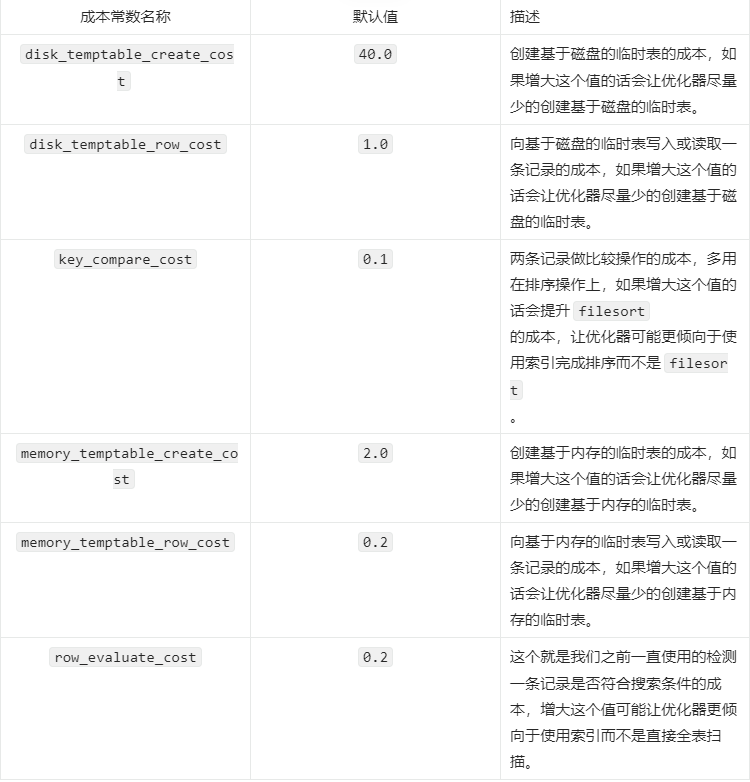 成本常数名称 默认值 描述
disk_temptable_create_cos
t
40.0
创建基于磁盘的临时表的成本，如
果增大这个值的话会让优化器尽量
少的创建基于磁盘的临时表。
disk_temptable_row_cost
1.0
向基于磁盘的临时表写入或读取一
条记录的成本，如果增大这个值的
话会让优化器尽量少的创建基于磁
盘的临时表。
key_compare_cost
0.1
两条记录做比较操作的成本，多用
在排序操作上，如果增大这个值的
话会提升 filesort
的成本，让优化器可能更倾向于使
用索引完成排序而不是 filesor
t
。
memory_temptable_create_co
st
2.0
创建基于内存的临时表的成本，如
果增大这个值的话会让优化器尽量
少的创建基于内存的临时表。
memory_temptable_row_cost
0.2
向基于内存的临时表写入或读取一
条记录的成本，如果增大这个值的
话会让优化器尽量少的创建基于内
存的临时表。
row_evaluate_cost
0.2
这个就是我们之前一直使用的检测
一条记录是否符合搜索条件的成
本，增大这个值可能让优化器更倾
向于使用索引而不是直接全表扫
描。